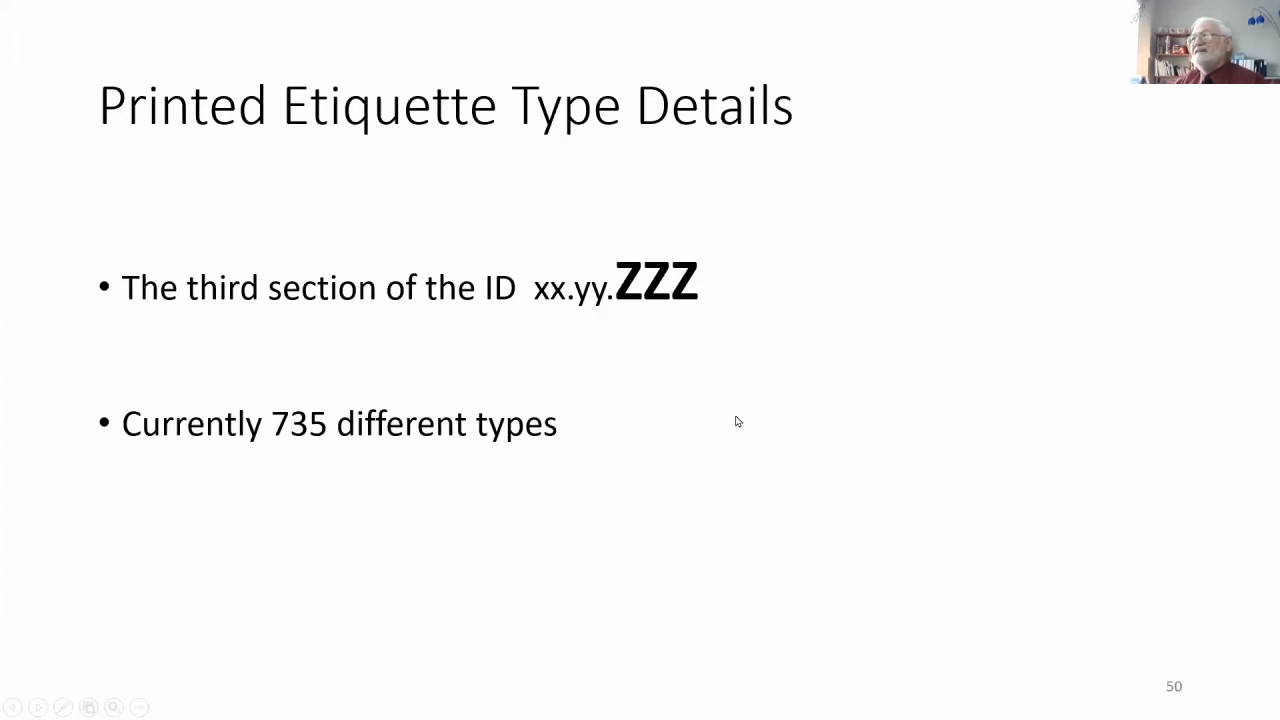 Printed Etiquette Type Details
• The third section of the ID xx.yy.ZZZ
• Currently 735 different types
50